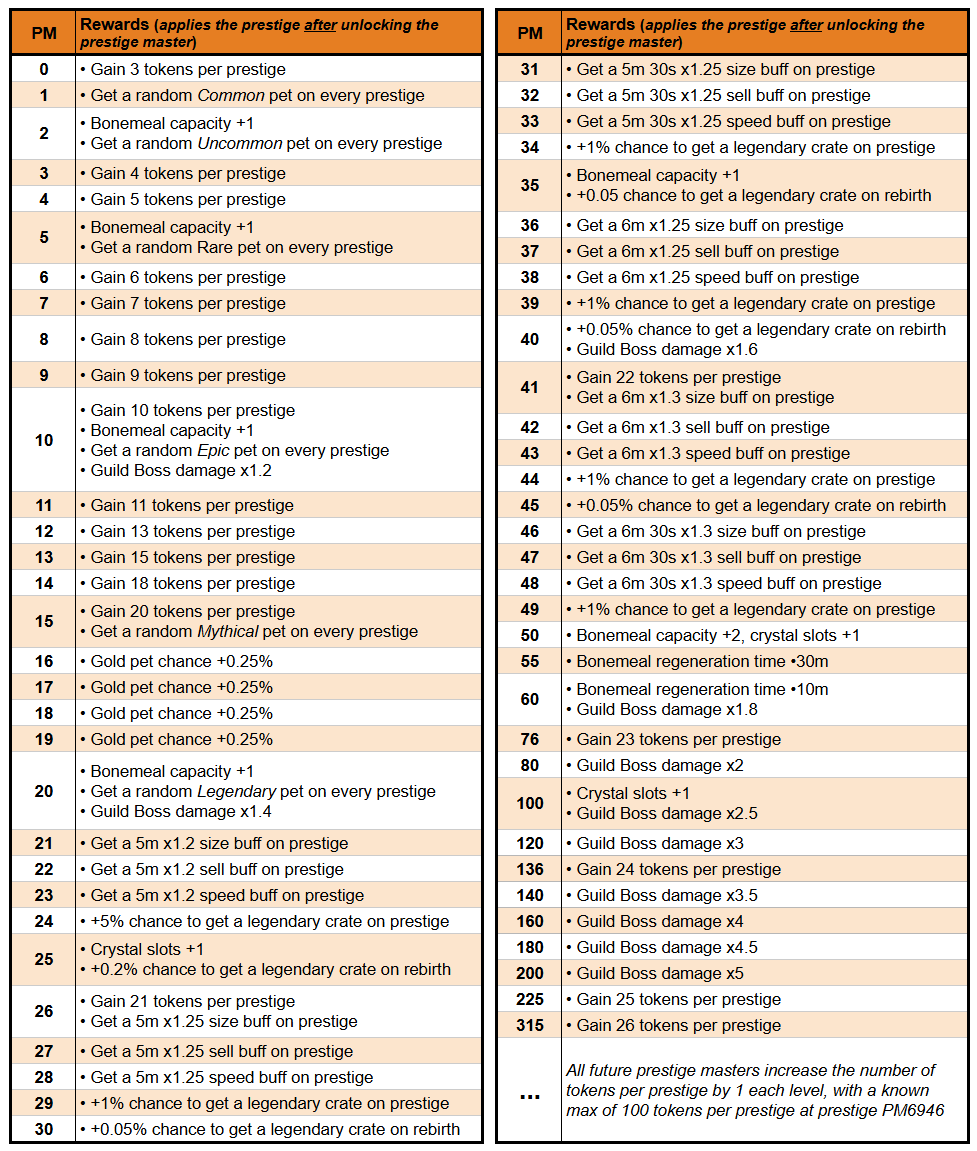 PM
Rewards (applies the prestige after unlocking the
prestige master)
0
• Gain 3 tokens per prestige
1
• Get a random Common pet on every prestige
2
• Bonemeal capacity +1
• Get a random Uncommon pet on every prestige
3
• Gain 4 tokens per prestige
4
• Gain 5 tokens per prestige
5
• Bonemeal capacity +1
• Get a random Rare pet on every prestige
6
• Gain 6 tokens per prestige
7
• Gain 7 tokens per prestige
8
• Gain 8 tokens per prestige
9
• Gain 9 tokens per prestige
10
• Gain 10 tokens per prestige
• Bonemeal capacity +1
• Get a random Epic pet on every prestige
• Guild Boss damage x1.2
11
• Gain 11 tokens per prestige
12
• Gain 13 tokens per prestige
13
• Gain 15 tokens per prestige
14
• Gain 18 tokens per prestige
15
• Gain 20 tokens per prestige
• Get a random Mythical pet on every prestige
16
• Gold pet chance +0.25%
17
• Gold pet chance +0.25%
18
• Gold pet chance +0.25%
19
• Gold pet chance +0.25%
20
• Bonemeal capacity +1
• Get a random Legendary pet on every prestige
• Guild Boss damage x1.4
21
• Get a 5m x1.2 size buff on prestige
22
• Get a 5m x1.2 sell buff on prestige
23
• Get a 5m x1.2 speed buff on prestige
24
• +5% chance to get a legendary crate on prestige
25
• Crystal slots +1
• +0.2% chance to get a legendary crate on rebirth
26
• Gain 21 tokens per prestige
• Get a 5m x1.25 size buff on prestige
27
• Get a 5m x1.25 sell buff on prestige
28
• Get a 5m x1.25 speed buff on prestige
29
• +1% chance to get a legendary crate on prestige
30
• +0.05% chance to get a legendary crate on rebirth
PM
Rewards (applies the prestige after unlocking the
prestige master)
31
• Get a 5m 30s x1.25 size buff on prestige
32
• Get a 5m 30s x1.25 sell buff on prestige
33
• Get a 5m 30s x1.25 speed buff on prestige
34
• +1% chance to get a legendary crate on prestige
35
• Bonemeal capacity +1
• +0.05 chance to get a legendary crate on rebirth
36
• Get a 6m x1.25 size buff on prestige
37
• Get a 6m x1.25 sell buff on prestige
38
• Get a 6m x1.25 speed buff on prestige
39
• +1% chance to get a legendary crate on prestige
40
• +0.05% chance to get a legendary crate on rebirth
• Guild Boss damage x1.6
41
• Gain 22 tokens per prestige
• Get a 6m x1.3 size buff on prestige
42
• Get a 6m x1.3 sell buff on prestige
43
• Get a 6m x1.3 speed buff on prestige
44
• +1% chance to get a legendary crate on prestige
45
• +0.05% chance to get a legendary crate on rebirth
46
• Get a 6m 30s x1.3 size buff on prestige
47
• Get a 6m 30s x1.3 sell buff on prestige
48
• Get a 6m 30s x1.3 speed buff on prestige
49
• +1% chance to get a legendary crate on prestige
50
• Bonemeal capacity +2, crystal slots +1
55
• Bonemeal regeneration time •30m
60
• Bonemeal regeneration time •10m
• Guild Boss damage x1.8
76
• Gain 23 tokens per prestige
80
• Guild Boss damage x2
100
• Crystal slots +1
• Guild Boss damage x2.5
120
• Guild Boss damage x3
136
• Gain 24 tokens per prestige
140
• Guild Boss damage x3.5
160
• Guild Boss damage x4
180
• Guild Boss damage x4.5
200
• Guild Boss damage x5
225
• Gain 25 tokens per prestige
315
• Gain 26 tokens per prestige
...
All future prestige masters increase the number of
tokens per prestige by 1 each level, with a known
max of 100 tokens per prestige at prestige PM6946